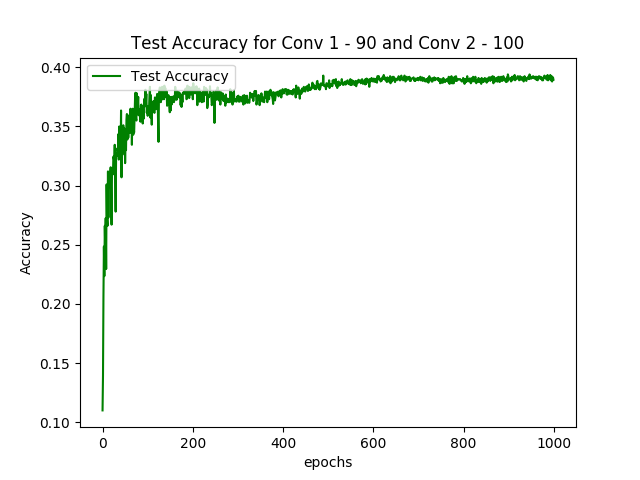 Test Accuracy for Conv 1 - 90 and Conv 2 - 100
Test Accuracy
0.40
0.35
0.30
0.25
0.20
0.15
0.10
Accuracy
0 200 400 600 800 1000
epochs